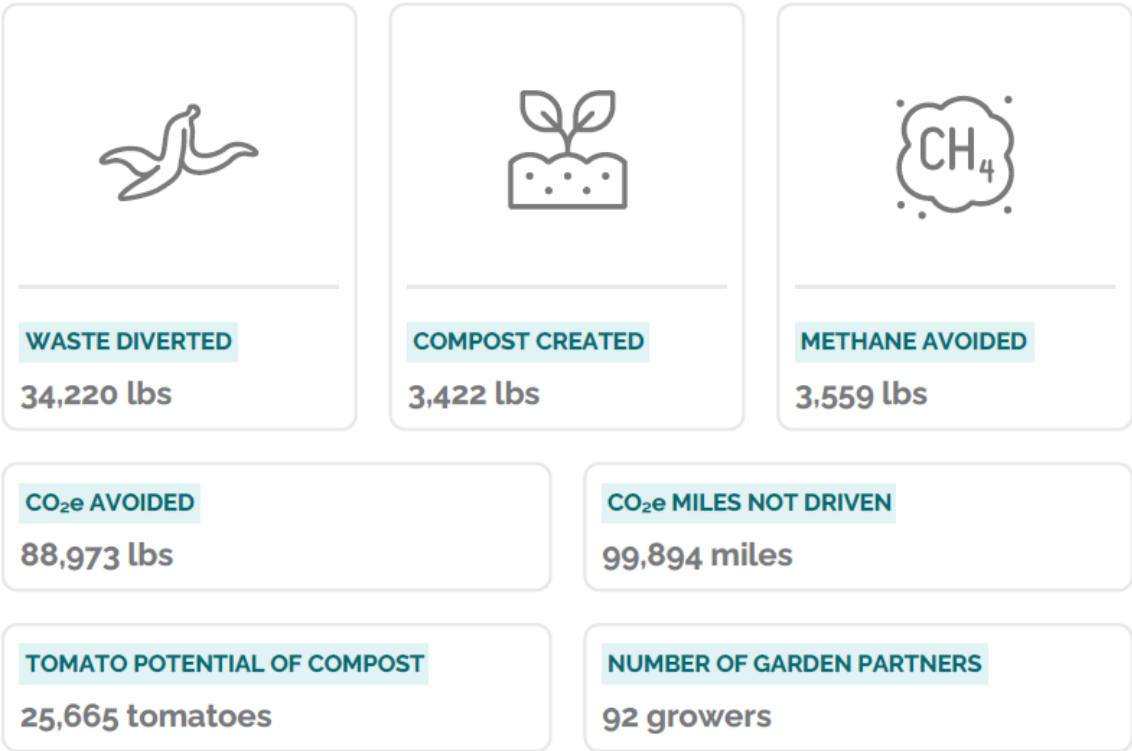 CH₄
WASTE DIVERTED
34,220 lbs
COMPOST CREATED
3,422 lbs
METHANE AVOIDED
3,559 lbs
CO₂e AVOIDED
88,973 lbs
CO₂e MILES NOT DRIVEN
99,894 miles
TOMATO POTENTIAL OF COMPOST
25,665 tomatoes
NUMBER OF GARDEN PARTNERS
92 growers